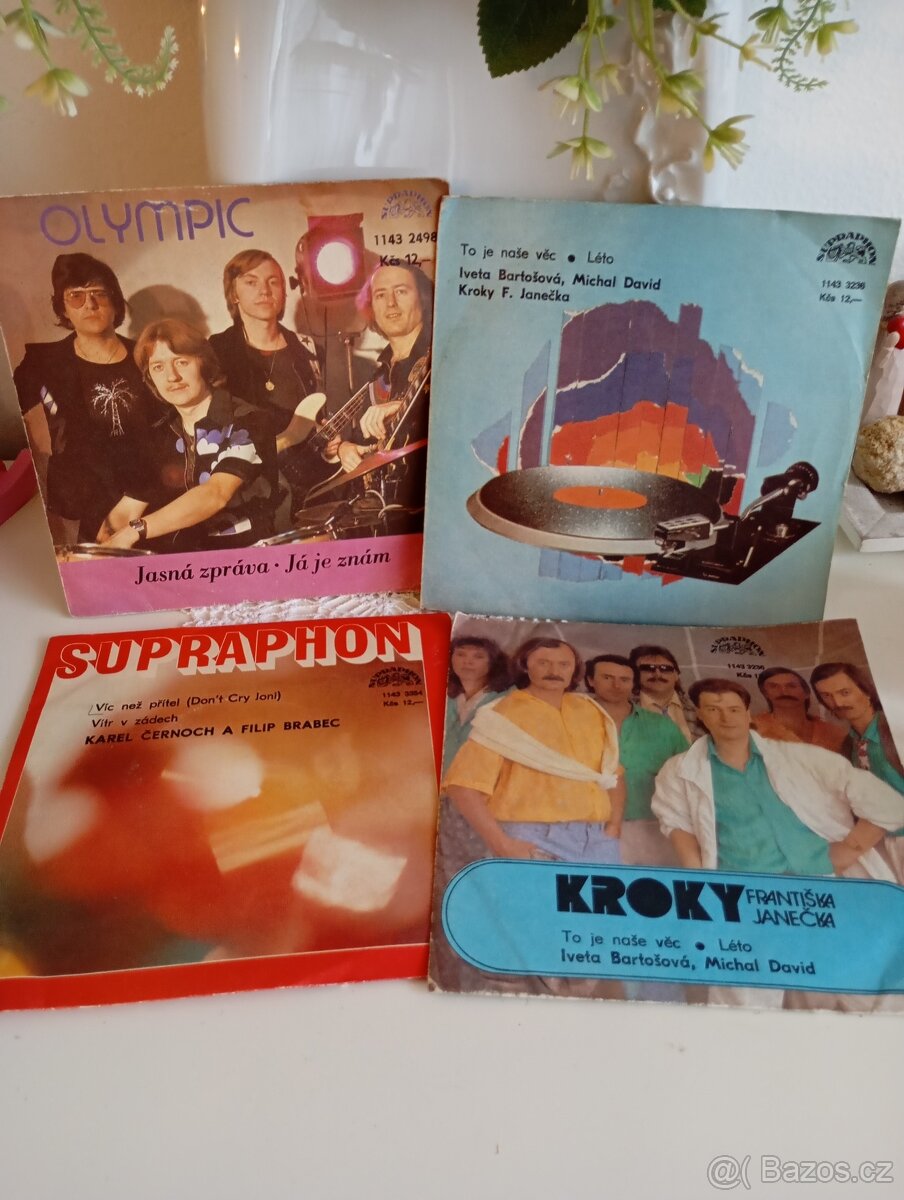 OLYMPIC
SUPRAPHON
1143 2498
Kčs 12,—
Jasná zpráva • Já je znám
To je naše věc • Léto
Iveta Bartošová, Michal David
Kroky F. Janečka
SUPRAPHON
1143 3236
Kčs 12,—
SUPRAPHON
Víc než přítel (Don't Cry Joni)
Vítr v zádech
KAREL ČERNOCH A FILIP BRABEC
SUPRAPHON
Kčs 12,—
SUPRAPHON
1143 3236
Kčs
KROKY FRANTIŠKA
JANEČKA
To je naše věc • Léto
Iveta Bartošová, Michal David
@( Bazos.cz